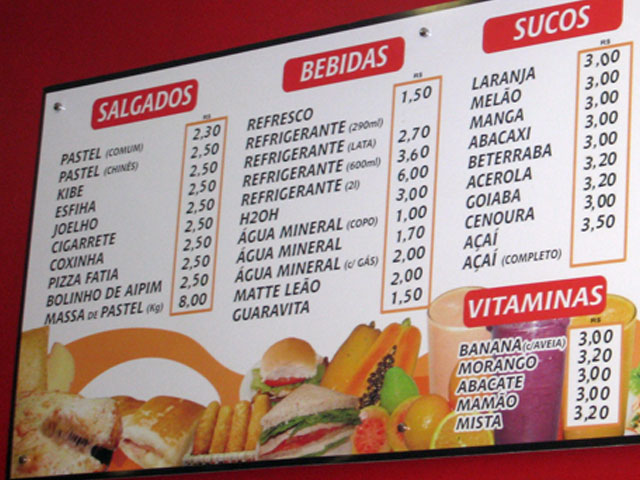 SALGADOS
R$
PASTEL (COMUM) 2,30
PASTEL (CHINÊS) 2,50
KIBE 2,50
ESFIHA 2,50
JOELHO 2,50
CIGARRETE 2,50
COXINHA 2,50
PIZZA FATIA 2,50
BOLINHO DE AIPIM 2,50
MASSA DE PASTEL (Kg) 8,00
BEBIDAS
R$
REFRESCO 1,50
REFRIGERANTE (290ml)
REFRIGERANTE (LATA) 2,70
REFRIGERANTE (600ml) 3,60
REFRIGERANTE (2l) 6,00
H2OH 3,00
ÁGUA MINERAL (COPO) 1,00
ÁGUA MINERAL 1,70
ÁGUA MINERAL (c/ GÁS) 2,00
MATTE LEÃO 2,00
GUARAVITA 1,50
SUCOS
R$
LARANJA 3,00
MELÃO 3,00
MANGA 3,00
ABACAXI 3,00
BETERRABA 3,00
ACEROLA 3,20
GOIABA 3,20
CENOURA 3,00
AÇAÍ 3,50
AÇAÍ (COMPLETO)
VITAMINAS
R$
BANANA (c/AVEIA) 3,00
MORANGO 3,20
ABACATE 3,00
MAMÃO 3,00
MISTA 3,20